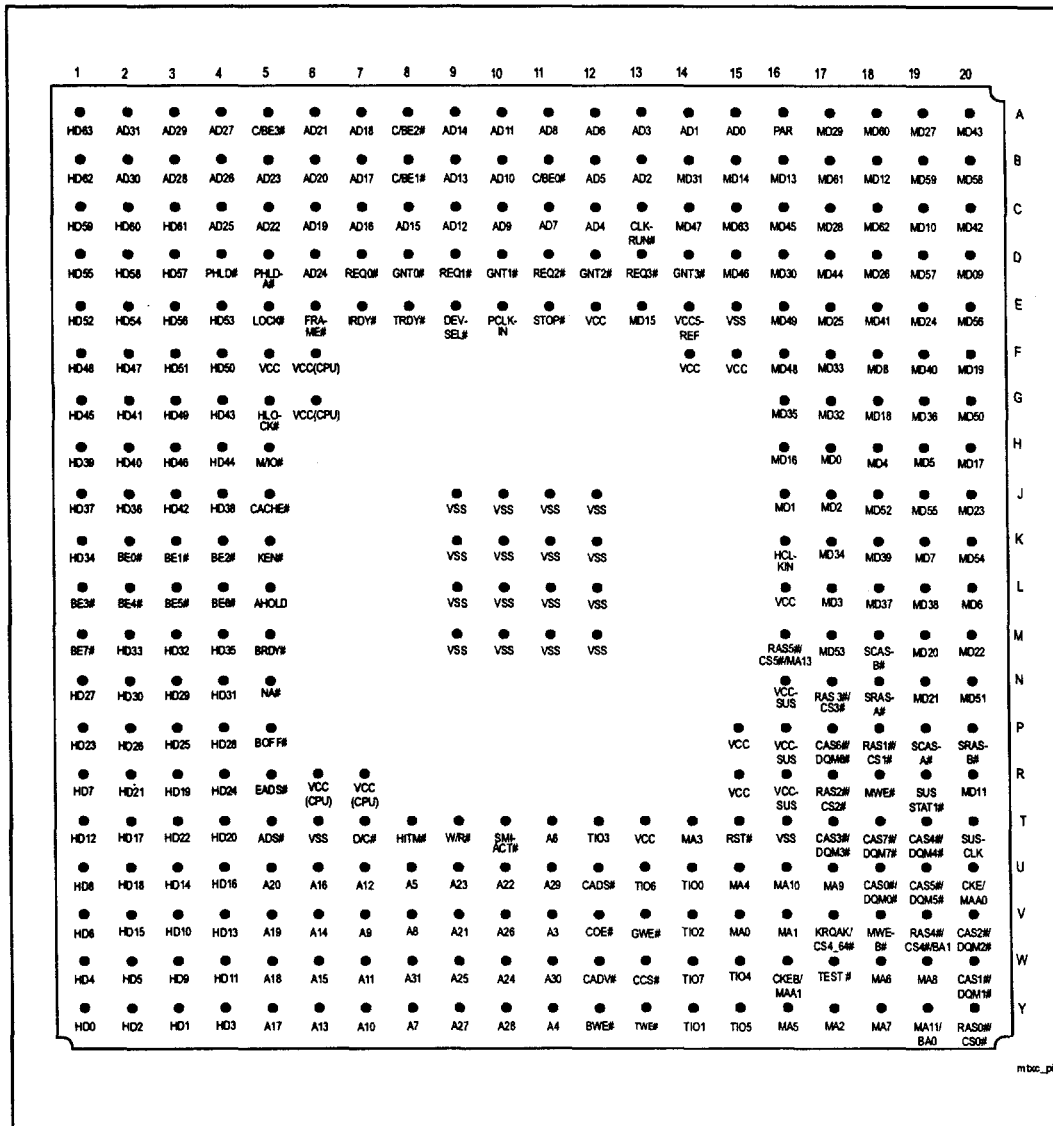 1 2 3 4 5 6 7 8 9 10 11 12 13 14 15 16 17 18 19 20
A
HD63 AD31 AD29 AD27 C/BE3# AD21 AD18 C/BE2# AD14 AD11 AD8 AD6 AD3 AD1 AD0 PAR MD29 MD60 MD27 MD43
B
HD62 AD30 AD28 AD26 AD23 AD20 AD17 C/BE1# AD13 AD10 C/BE0# AD5 AD2 MD31 MD14 MD13 MD61 MD12 MD59 MD58
C
HD59 HD60 HD61 AD25 AD22 AD19 AD16 AD15 AD12 AD9 AD7 AD4 CLK- MD47 MD63 MD45 MD28 MD62 MD10 MD42
RUN#
D
HD55 HD58 HD57 PHLD# PHLD- AD24 REQ0# GNT0# REQ1# GNT1# REQ2# GNT2# REQ3# GNT3# MD46 MD30 MD44 MD26 MD57 MD09
A#
E
HD52 HD54 HD56 HD53 LOCK# FRA- IRDY# TRDY# DEV- PCLK- STOP# VCC MD15 VCC5- VSS MD49 MD25 MD41 MD24 MD56
ME# SEL# IN REF
F
HD48 HD47 HD51 HD50 VCC VCC(CPU) VCC VCC MD48 MD33 MD8 MD40 MD19
G
HD45 HD41 HD49 HD43 HLO- VCC(CPU) MD35 MD32 MD18 MD36 MD50
CK#
H
HD39 HD40 HD46 HD44 M/IO# MD16 MD0 MD4 MD5 MD17
J
HD37 HD36 HD42 HD38 CACHE# VSS VSS VSS VSS MD1 MD2 MD52 MD55 MD23
K
HD34 BE0# BE1# BE2# KEN# VSS VSS VSS VSS HCL- MD34 MD39 MD7 MD54
KIN
L
BE3# BE4# BE5# BE6# AHOLD VSS VSS VSS VSS VCC MD3 MD37 MD38 MD6
M
BE7# HD33 HD32 HD35 BRDY# VSS VSS VSS VSS RAS5#/ MD53 SCAS- MD20 MD22
CS5#/MA13 B#
N
HD27 HD30 HD29 HD31 NA# VCC- RAS 3#/ SRAS- MD21 MD51
SUS CS3# A#
P
HD23 HD26 HD25 HD28 BOFF# VCC VCC- CAS6#/ RAS1#/ SCAS- SRAS-
SUS DQM6# CS1# A# B#
R
HD7 HD21 HD19 HD24 EADS# VCC VCC VCC VCC- RAS2#/ MWE# SUS MD11
(CPU) (CPU) SUS CS2# STAT1#
T
HD12 HD17 HD22 HD20 ADS# VSS D/C# HITM# W/R# SMI- A6 TIO3 VCC MA3 RST# VSS CAS3#/ CAS7#/ CAS4#/ SUS-
ACT# DQM3# DQM7# DQM4# CLK
U
HD8 HD18 HD14 HD16 A20 A16 A12 A5 A23 A22 A29 CADS# TIO6 TIO0 MA4 MA10 MA9 CAS0#/ CAS5#/ CKE/
DQM0# DQM5# MAA0
V
HD6 HD15 HD10 HD13 A19 A14 A9 A8 A21 A26 A3 COE# GWE# TIO2 MA0 MA1 KRQAK/ MWE- RAS4#/ CAS2#/
CS4_64# B# CS4#/BA1 DQM2#
W
HD4 HD5 HD9 HD11 A18 A15 A11 A31 A25 A24 A30 CADV# CCS# TIO7 TIO4 CKEB/ TEST# MA6 MA8 CAS1#/
MAA1 DQM1#
Y
HD0 HD2 HD1 HD3 A17 A13 A10 A7 A27 A28 A4 BWE# TWE# TIO1 TIO5 MA5 MA2 MA7 MA11/ RAS0#/
BA0 CS0#